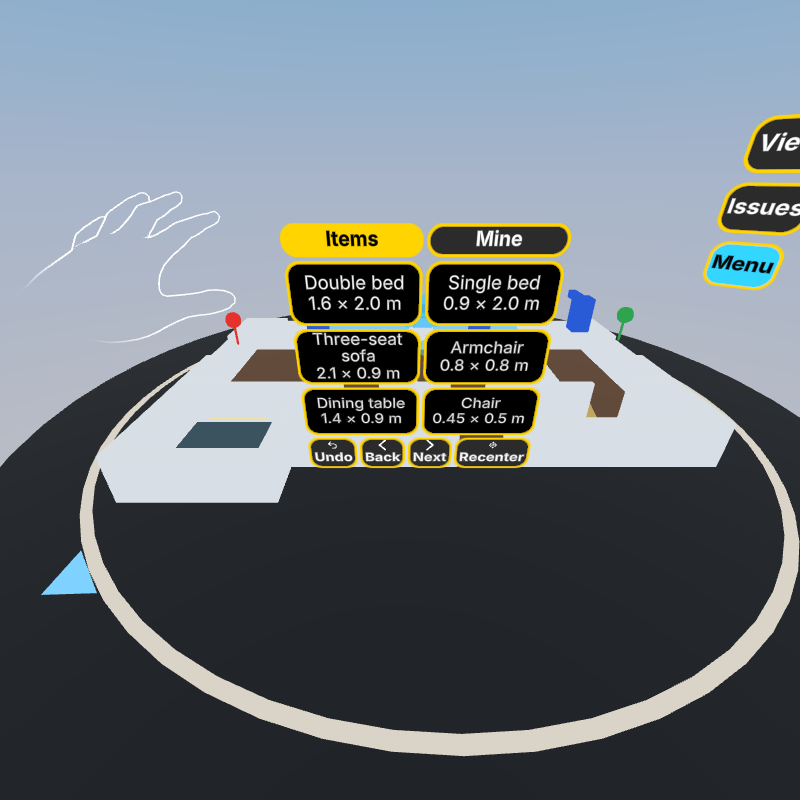 Vie
Issues
Menu
Items
Mine
Double bed
1.6 × 2.0 m
Single bed
0.9 × 2.0 m
Three-seat
sofa
2.1 × 0.9 m
Armchair
0.8 × 0.8 m
Dining table
1.4 × 0.9 m
Chair
0.45 × 0.5 m
Undo
Back
Next
Recenter